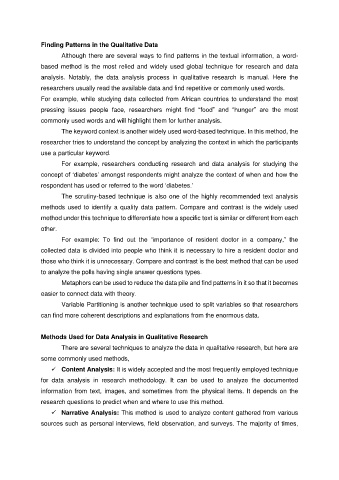 Finding Patterns in the Qualitative Data
Although there are several ways to find patterns in the textual information, a word-
based method is the most relied and widely used global technique for research and data
analysis. Notably, the data analysis process in qualitative research is manual. Here the
researchers usually read the available data and find repetitive or commonly used words.
For example, while studying data collected from African countries to understand the most
pressing issues people face, researchers might find “food” and “hunger” are the most
commonly used words and will highlight them for further analysis.
The keyword context is another widely used word-based technique. In this method, the
researcher tries to understand the concept by analyzing the context in which the participants
use a particular keyword.
For example, researchers conducting research and data analysis for studying the
concept of ‘diabetes’ amongst respondents might analyze the context of when and how the
respondent has used or referred to the word ‘diabetes.’
The scrutiny-based technique is also one of the highly recommended text analysis
methods used to identify a quality data pattern. Compare and contrast is the widely used
method under this technique to differentiate how a specific text is similar or different from each
other.
For example: To find out the “importance of resident doctor in a company,” the
collected data is divided into people who think it is necessary to hire a resident doctor and
those who think it is unnecessary. Compare and contrast is the best method that can be used
to analyze the polls having single answer questions types.
Metaphors can be used to reduce the data pile and find patterns in it so that it becomes
easier to connect data with theory.
Variable Partitioning is another technique used to split variables so that researchers
can find more coherent descriptions and explanations from the enormous data.
Methods Used for Data Analysis in Qualitative Research
There are several techniques to analyze the data in qualitative research, but here are
some commonly used methods,
✓ Content Analysis: It is widely accepted and the most frequently employed technique
for data analysis in research methodology. It can be used to analyze the documented
information from text, images, and sometimes from the physical items. It depends on the
research questions to predict when and where to use this method.
✓ Narrative Analysis: This method is used to analyze content gathered from various
sources such as personal interviews, field observation, and surveys. The majority of times,